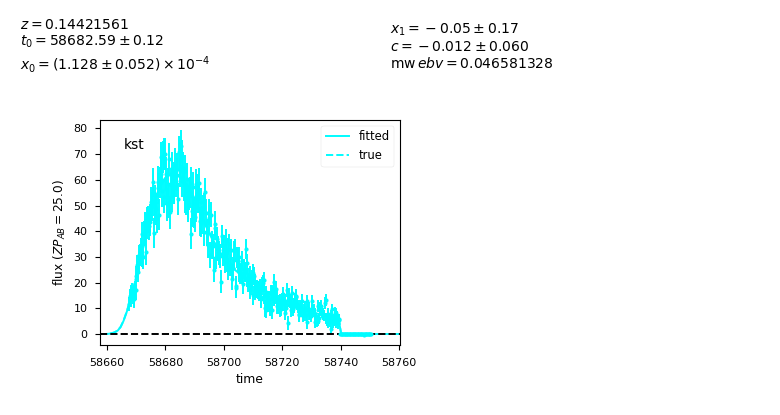 z = 0.14421561
t₀ = 58682.59 ± 0.12
x₀ = (1.128 ± 0.052) × 10⁻⁴
x₁ = −0.05 ± 0.17
c = −0.012 ± 0.060
mw ebv = 0.046581328
kst
fitted
true
flux (ZP_AB = 25.0)
80
70
60
50
40
30
20
10
0
58660 58680 58700 58720 58740 58760
time